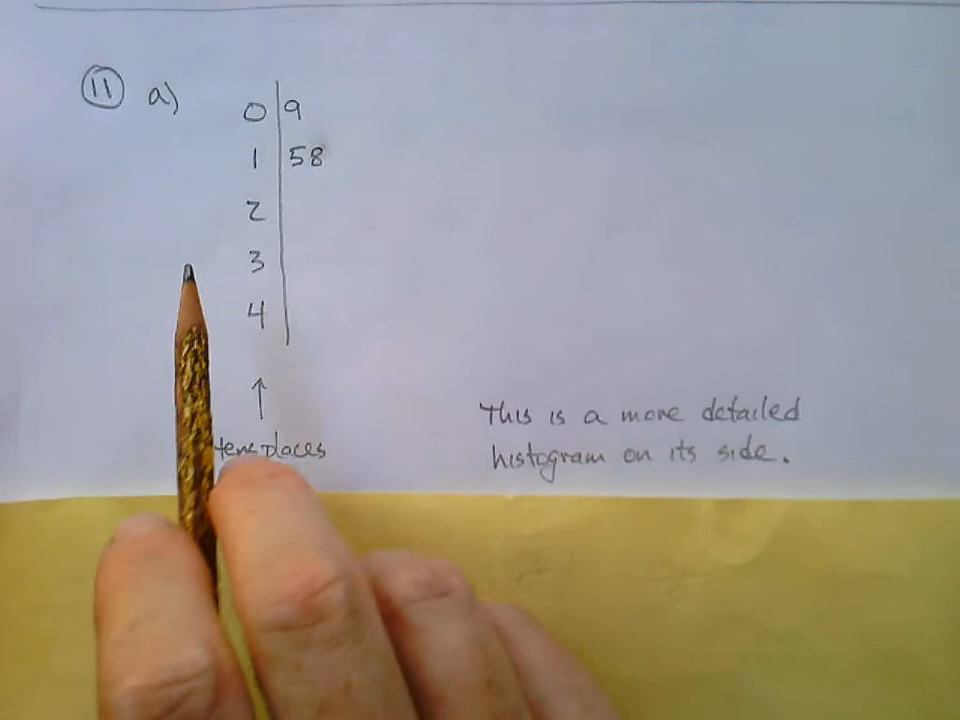 11 a) 0 | 9
1 | 58
2 |
3 |
4 |
↑
tens places
This is a more detailed
histogram on its side.